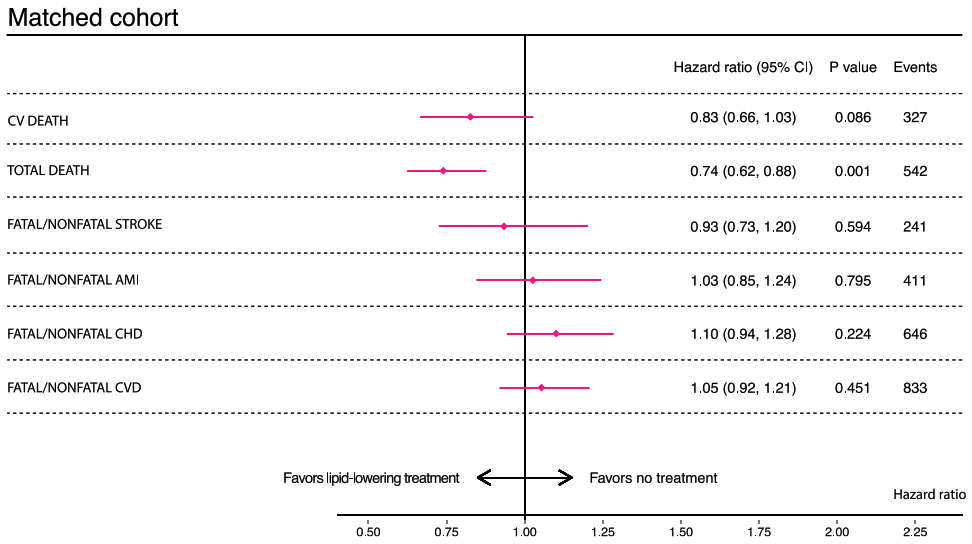 Matched cohort
Hazard ratio (95% CI) P value Events
CV DEATH 0.83 (0.66, 1.03) 0.086 327
TOTAL DEATH 0.74 (0.62, 0.88) 0.001 542
FATAL/NONFATAL STROKE 0.93 (0.73, 1.20) 0.594 241
FATAL/NONFATAL AMI 1.03 (0.85, 1.24) 0.795 411
FATAL/NONFATAL CHD 1.10 (0.94, 1.28) 0.224 646
FATAL/NONFATAL CVD 1.05 (0.92, 1.21) 0.451 833
Favors lipid-lowering treatment Favors no treatment
Hazard ratio
0.50 0.75 1.00 1.25 1.50 1.75 2.00 2.25